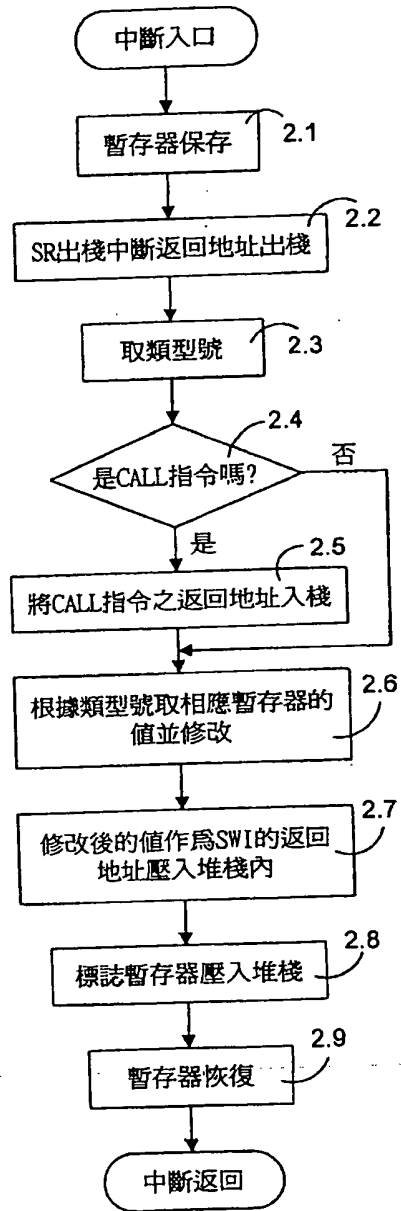 中斷入口
暫存器保存
2.1
SR出棧中斷返回地址出棧
2.2
取類型號
2.3
是CALL指令嗎?
2.4
否
是
將CALL指令之返回地址入棧
2.5
根據類型號取相應暫存器的
值並修改
2.6
修改後的值作爲SWI的返回
地址壓入堆棧內
2.7
標誌暫存器壓入堆棧
2.8
暫存器恢復
2.9
中斷返回